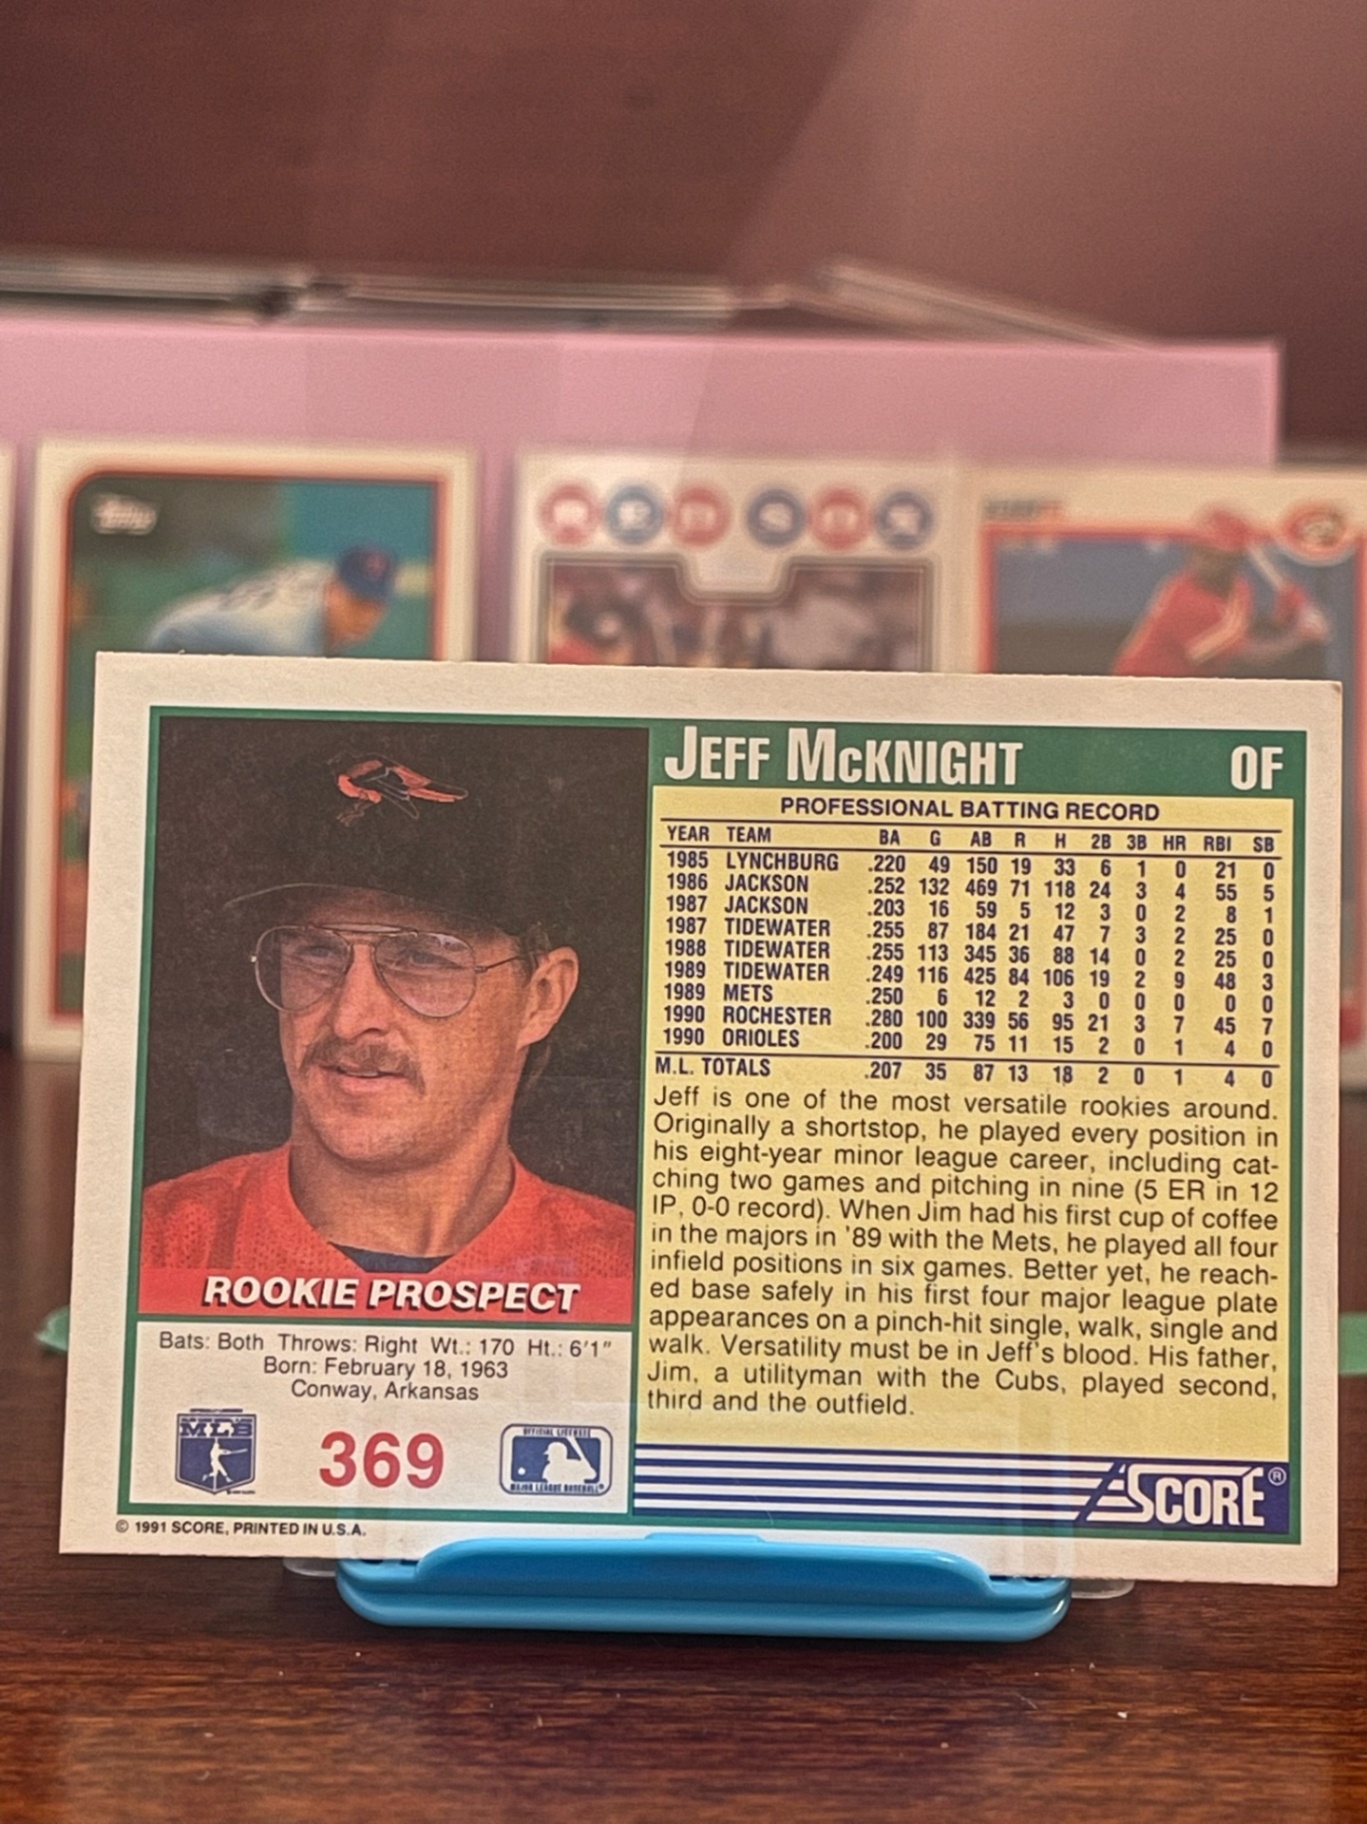 Topps
RED SOX
JEFF McKNIGHT OF
PROFESSIONAL BATTING RECORD
YEAR TEAM BA G AB R H 2B 3B HR RBI SB
1985 LYNCHBURG .220 49 150 19 33 6 1 0 21 0
1986 JACKSON .252 132 469 71 118 24 3 4 55 5
1987 JACKSON .203 16 59 5 12 3 0 2 8 1
1987 TIDEWATER .255 87 184 21 47 7 3 2 25 0
1988 TIDEWATER .255 113 345 36 88 14 0 2 25 0
1989 TIDEWATER .249 116 425 84 106 19 2 9 48 3
1989 METS .250 6 12 2 3 0 0 0 0 0
1990 ROCHESTER .280 100 339 56 95 21 3 7 45 7
1990 ORIOLES .200 29 75 11 15 2 0 1 4 0
M.L. TOTALS .207 35 87 13 18 2 0 1 4 0
Jeff is one of the most versatile rookies around.
Originally a shortstop, he played every position in
his eight-year minor league career, including cat-
ching two games and pitching in nine (5 ER in 12
IP, 0-0 record). When Jim had his first cup of coffee
in the majors in '89 with the Mets, he played all four
infield positions in six games. Better yet, he reach-
ed base safely in his first four major league plate
appearances on a pinch-hit single, walk, single and
walk. Versatility must be in Jeff's blood. His father,
Jim, a utilityman with the Cubs, played second,
third and the outfield.
ROOKIE PROSPECT
Bats: Both Throws: Right Wt.: 170 Ht.: 6'1"
Born: February 18, 1963
Conway, Arkansas
MLB
369
OFFICIAL LICENSEE
MAJOR LEAGUE BASEBALL
SCORE®
© 1991 SCORE, PRINTED IN U.S.A.